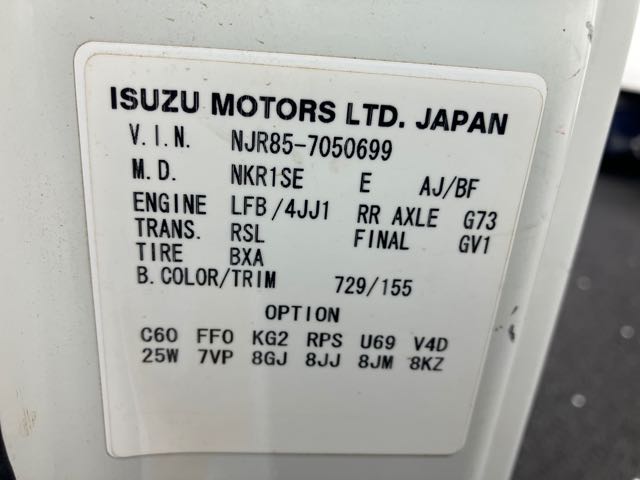 ISUZU MOTORS LTD. JAPAN
V.I.N. NJR85-7050699
M.D. NKR1SE E AJ/BF
ENGINE LFB/4JJ1 RR AXLE G73
TRANS. RSL FINAL GV1
TIRE BXA
B.COLOR/TRIM 729/155
OPTION
C60 FF0 KG2 RPS U69 V4D
25W 7VP 8GJ 8JJ 8JM 8KZ